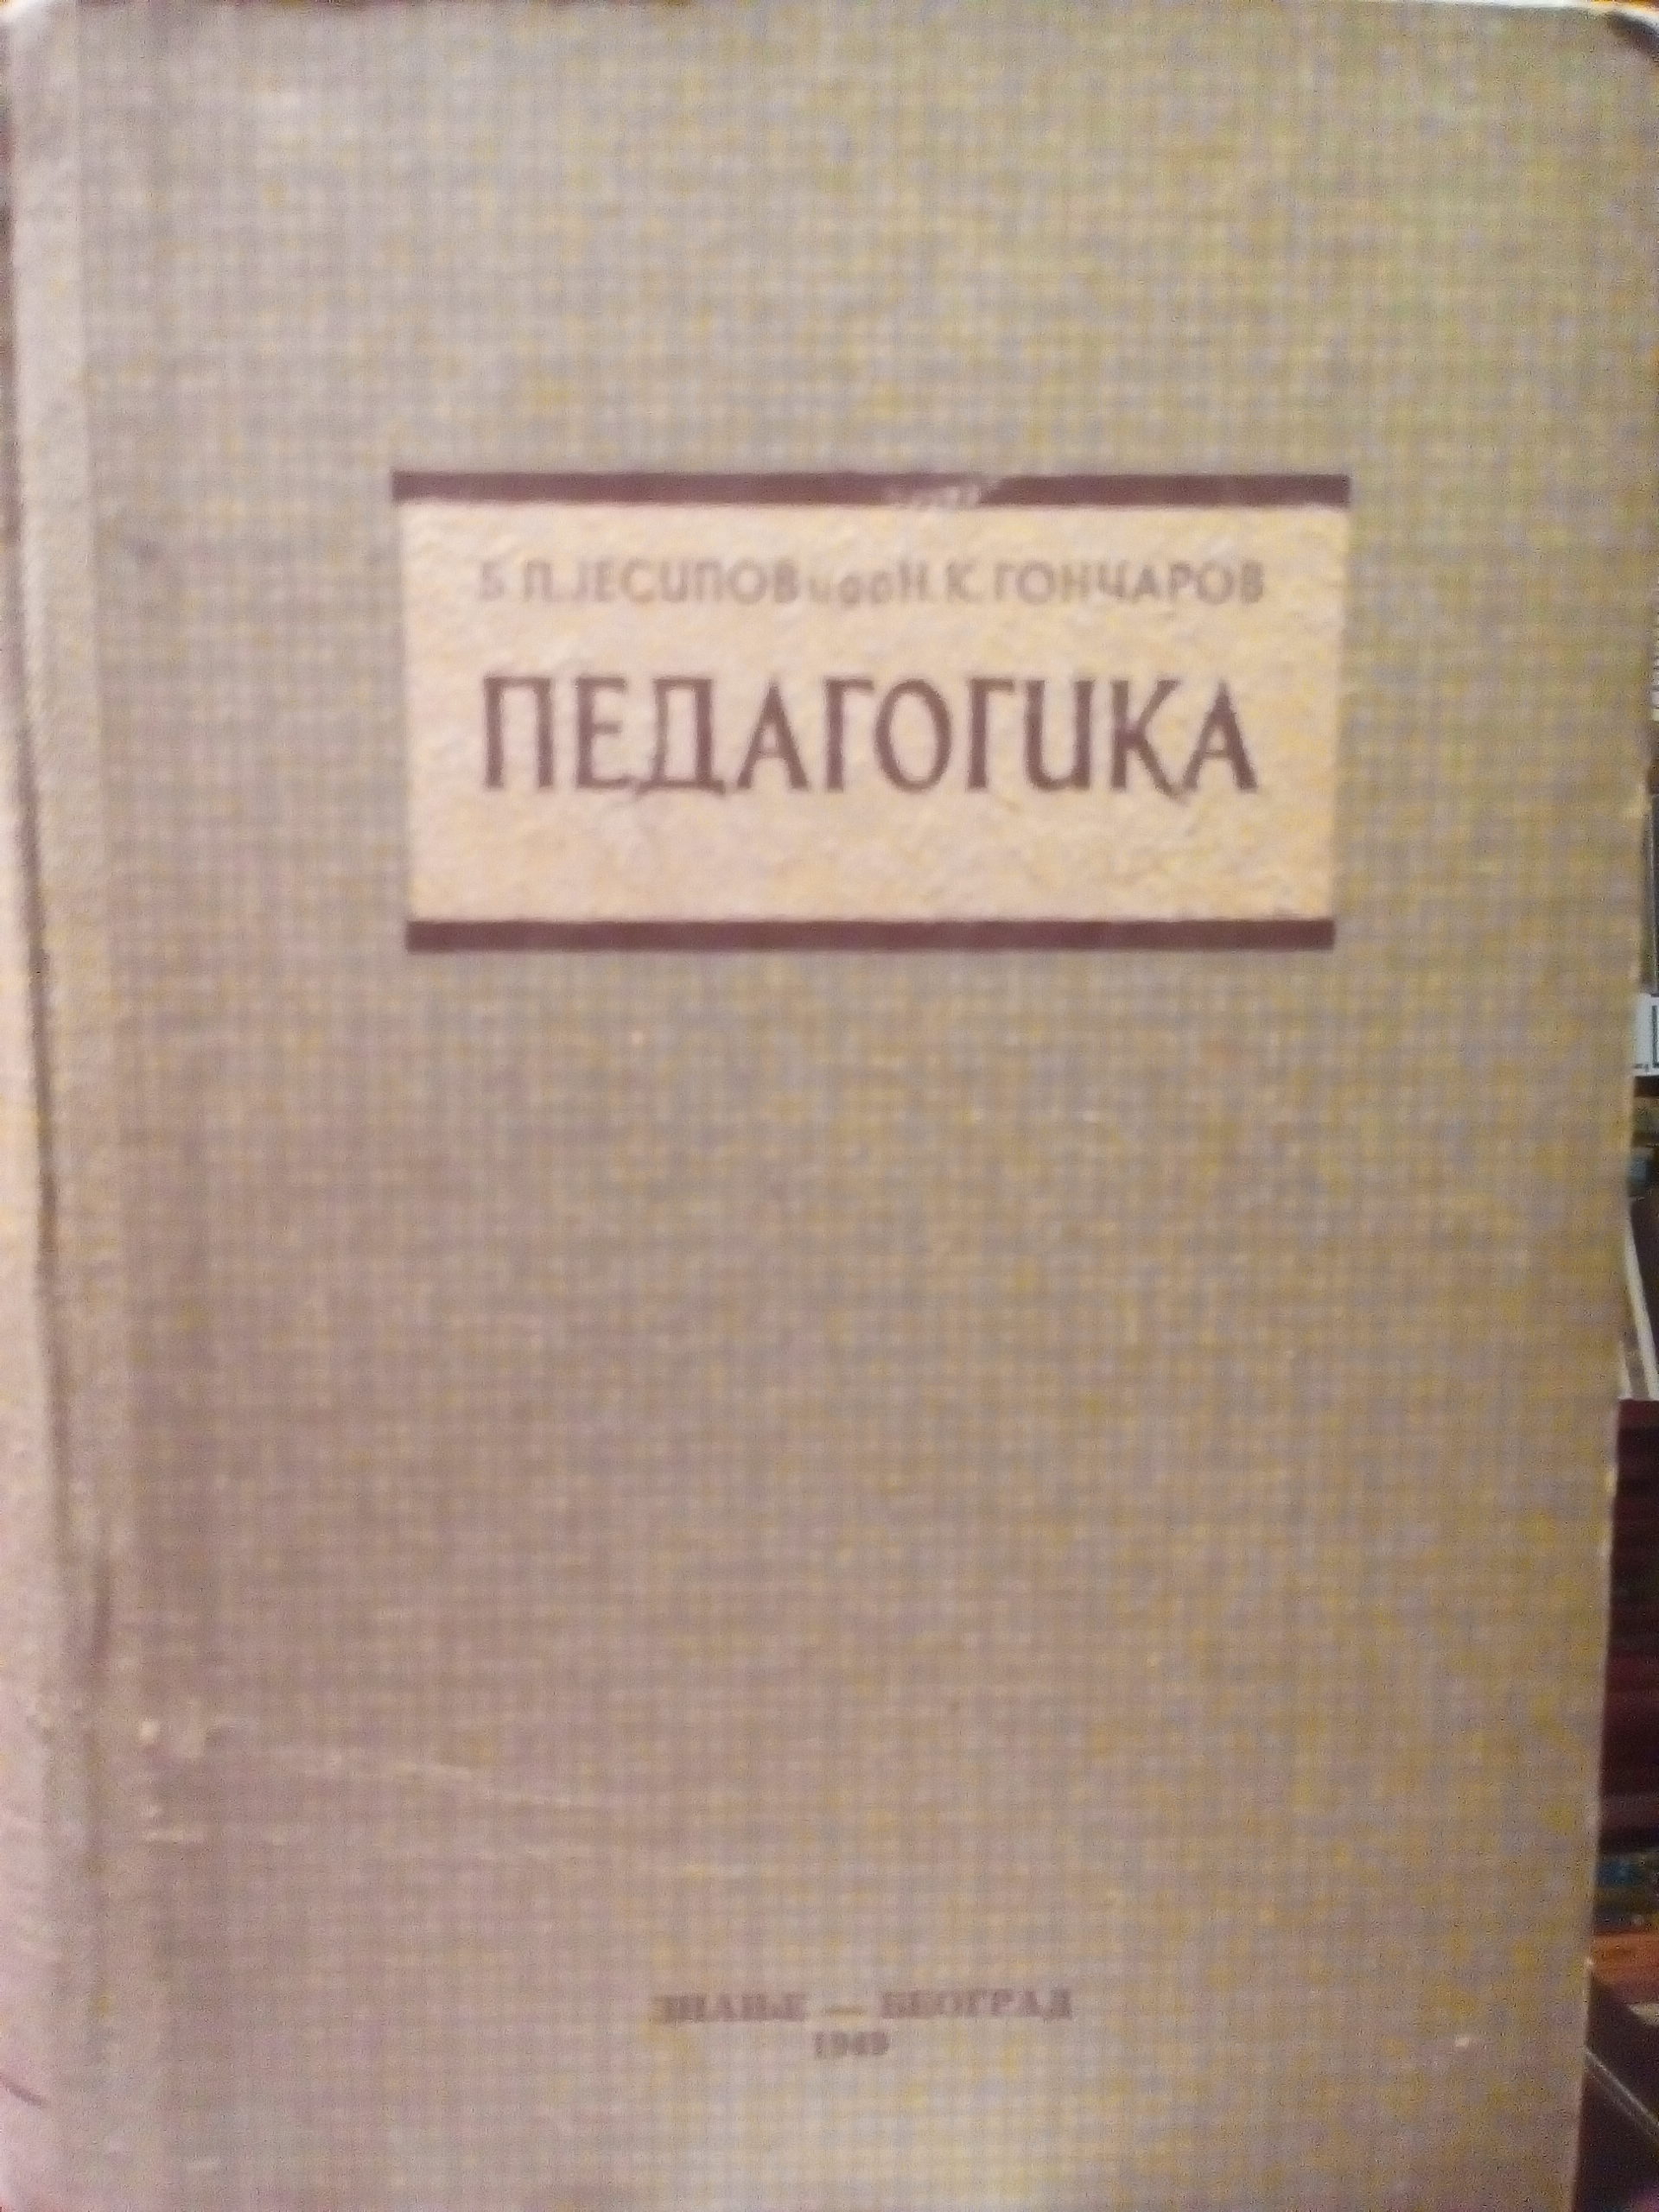 Б. П. ЈЕСИПОВ и др Н. К. ГОНЧАРОВ
ПЕДАГОГИКА
ЗНАЊЕ — БЕОГРАД
1949